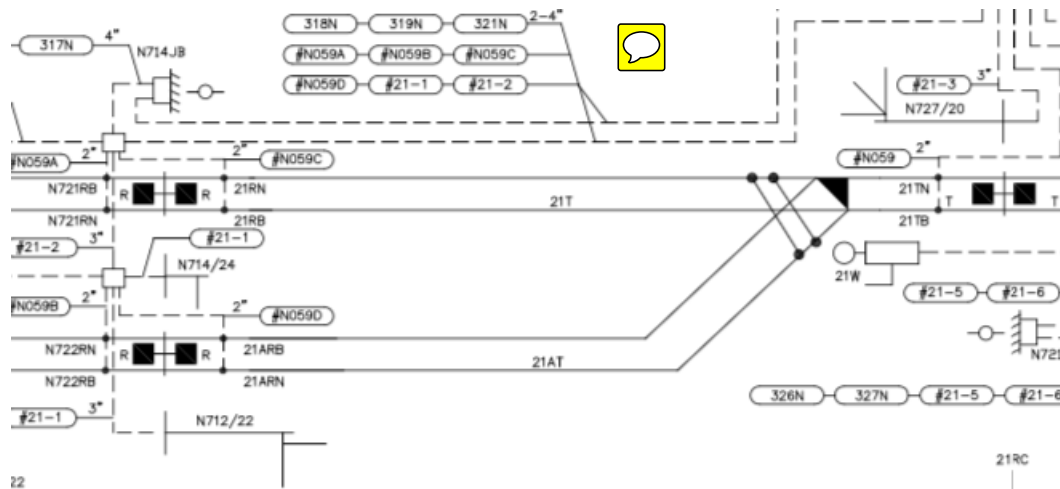 318N 319N 321N 2-4"
317N 4" N714JB
#N059A #N059B #N059C
#N059D #21-1 #21-2
#21-3 3"
N727/20
#N059A 2" 2" #N059C
#N059 2"
N721RB R R 21RN 21T 21TN T T
N721RN 21RB 21TB
#21-2 3" #21-1
N714/24
21W
#21-5 #21-6
#N059B 2" 2" #N059D
N722RN R R 21ARB
21AT
N722RB 21ARN
326N 327N #21-5 #21-6
#21-1 3"
N712/22
21RC
22